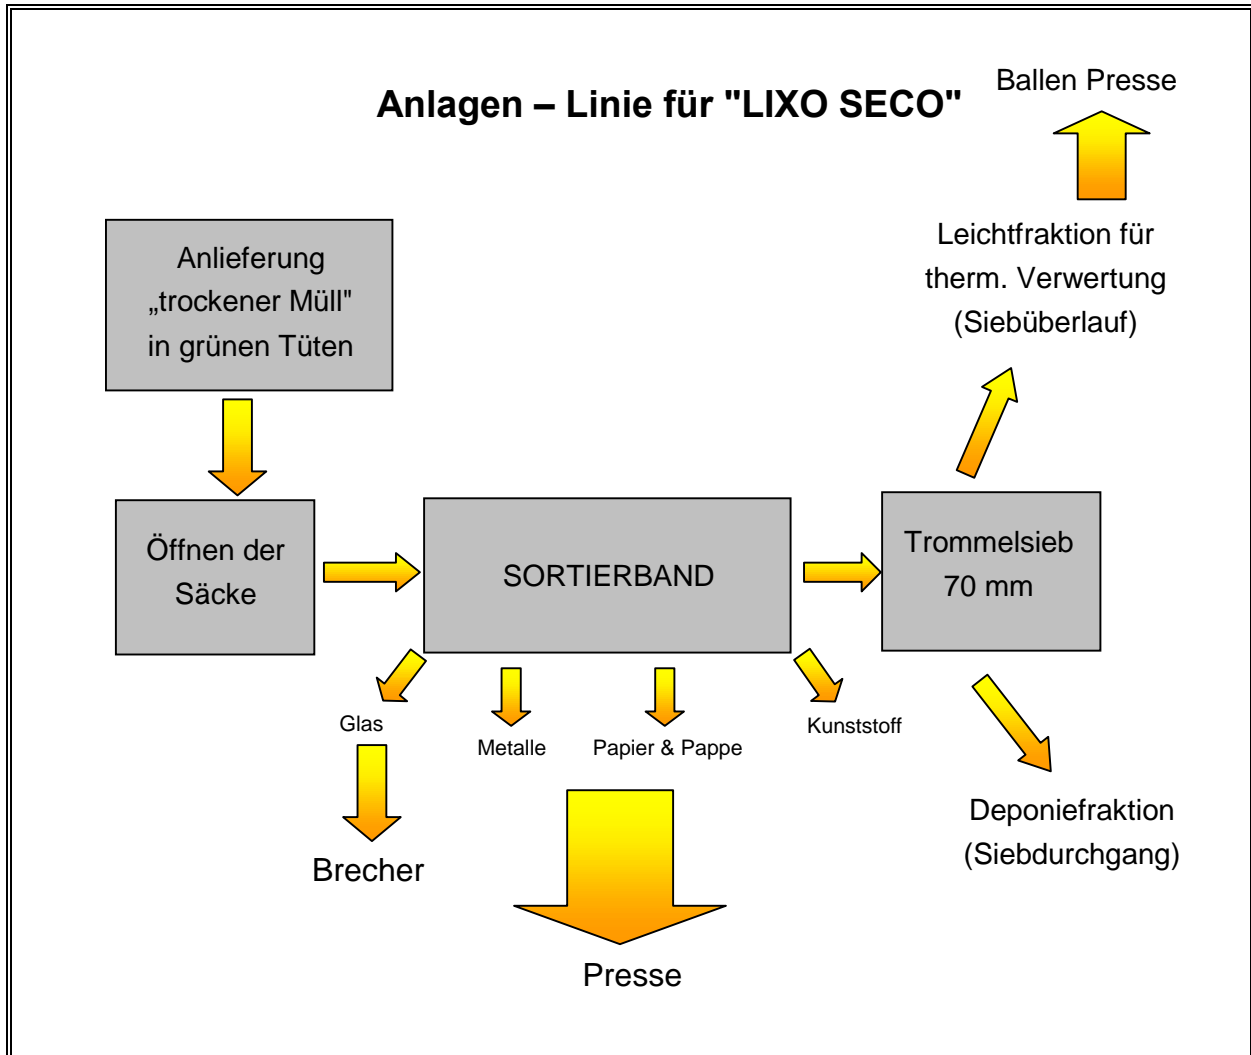 Anlagen – Linie für "LIXO SECO"
Ballen Presse
Anlieferung
„trockener Müll"
in grünen Tüten
Leichtfraktion für
therm. Verwertung
(Siebüberlauf)
Öffnen der
Säcke
SORTIERBAND
Trommelsieb
70 mm
Glas
Metalle
Papier & Pappe
Kunststoff
Brecher
Presse
Deponiefraktion
(Siebdurchgang)